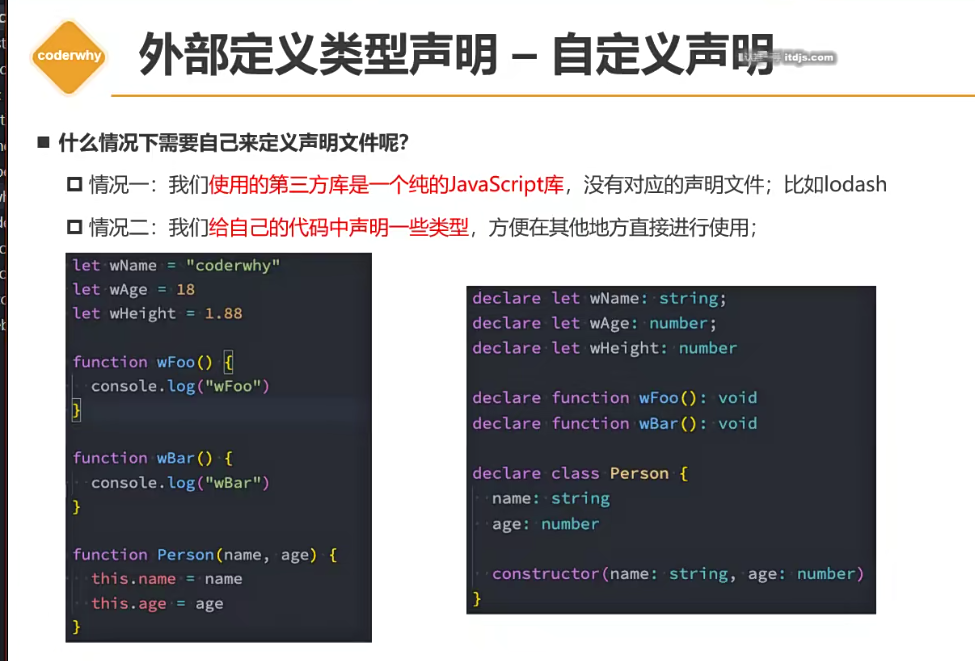 coderwhy
外部定义类型声明 – 自定义声明
itdjs.com
什么情况下需要自己来定义声明文件呢？
情况一：我们使用的第三方库是一个纯的JavaScript库，没有对应的声明文件；比如lodash
情况二：我们给自己的代码中声明一些类型，方便在其他地方直接进行使用；
let wName = "coderwhy"
let wAge = 18
let wHeight = 1.88
function wFoo() {
console.log("wFoo")
}
function wBar() {
console.log("wBar")
}
function Person(name, age) {
this.name = name
this.age = age
}
declare let wName: string;
declare let wAge: number;
declare let wHeight: number
declare function wFoo(): void
declare function wBar(): void
declare class Person {
name: string
age: number
constructor(name: string, age: number)
}